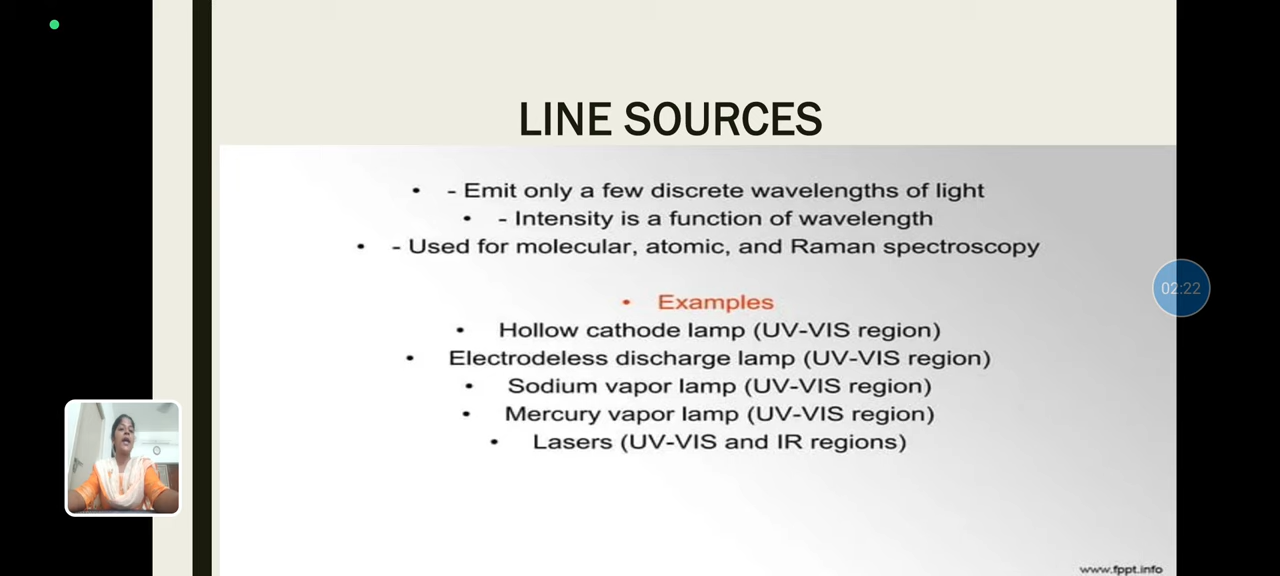 LINE SOURCES
• - Emit only a few discrete wavelengths of light
• - Intensity is a function of wavelength
• - Used for molecular, atomic, and Raman spectroscopy
• Examples
• Hollow cathode lamp (UV-VIS region)
• Electrodeless discharge lamp (UV-VIS region)
• Sodium vapor lamp (UV-VIS region)
• Mercury vapor lamp (UV-VIS region)
• Lasers (UV-VIS and IR regions)
02:22
www.fppt.info